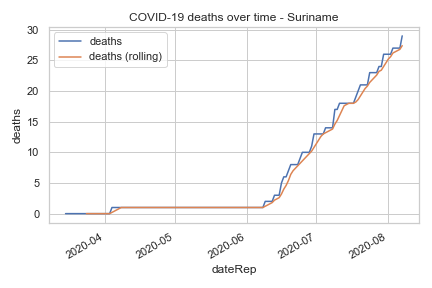 COVID-19 deaths over time - Suriname
deaths
deaths (rolling)
30
25
20
15
10
5
0
deaths
2020-04
2020-05
2020-06
2020-07
2020-08
dateRep